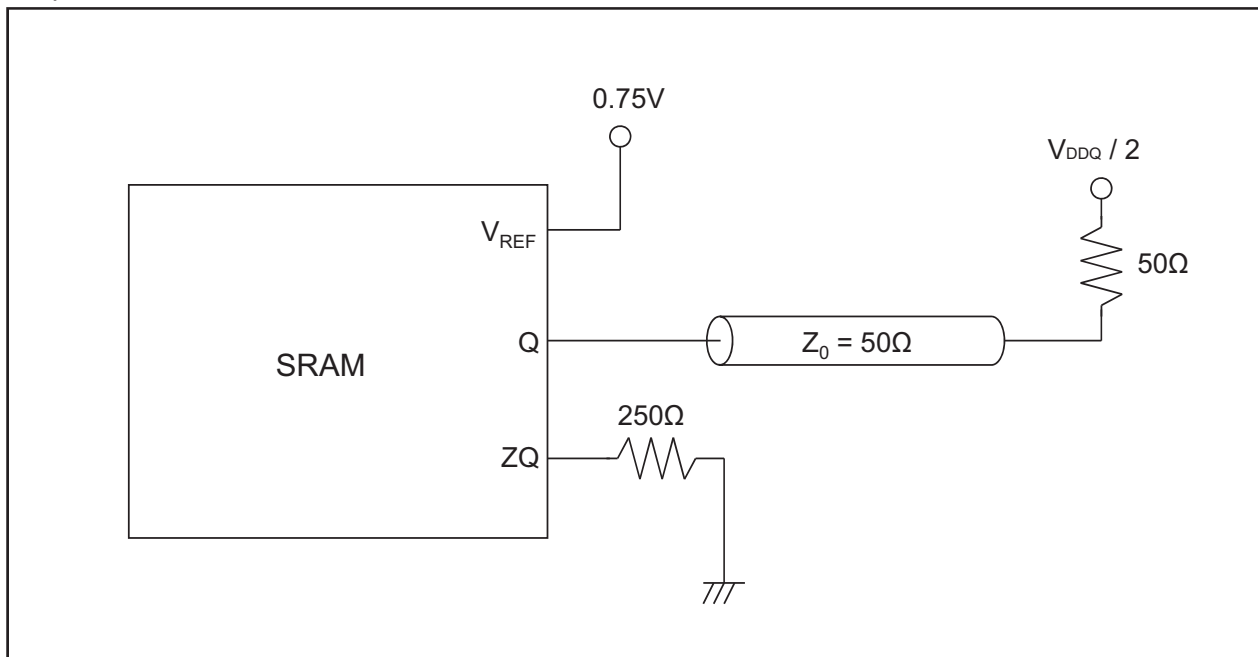 0.75V
VDDQ / 2
VREF
50Ω
Q
Z0 = 50Ω
SRAM
250Ω
ZQ